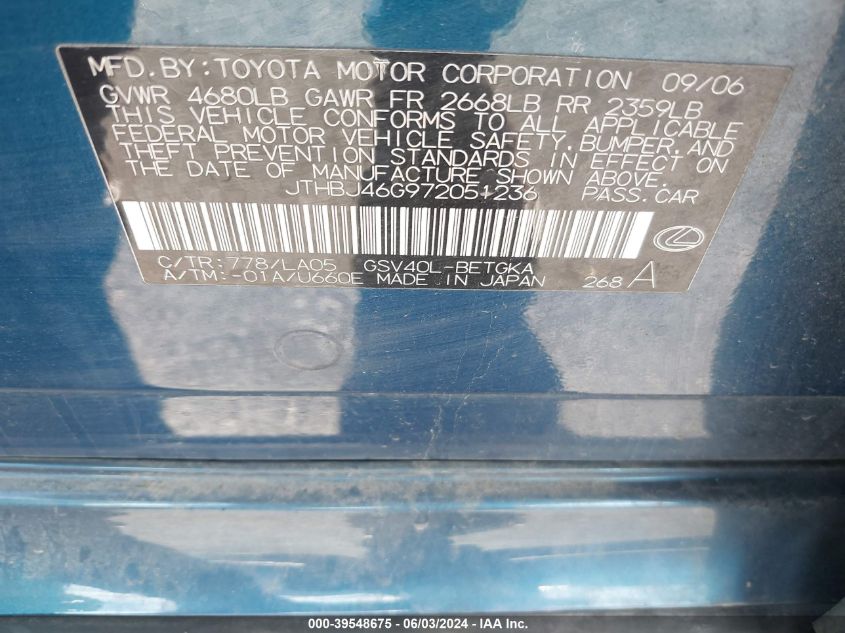 MFD. BY: TOYOTA MOTOR CORPORATION 09/06
GVWR 4680LB GAWR FR 2668LB RR 2359LB
THIS VEHICLE CONFORMS TO ALL APPLICABLE
FEDERAL MOTOR VEHICLE SAFETY, BUMPER, AND
THEFT PREVENTION STANDARDS IN EFFECT ON
THE DATE OF MANUFACTURE SHOWN ABOVE.
JTHBJ46G972051236 PASS. CAR
C/TR: 778/LA05 GSV40L-BETGKA
A/TM: -01A/U660E MADE IN JAPAN 268 A
000-39548675 - 06/03/2024 - IAA Inc.